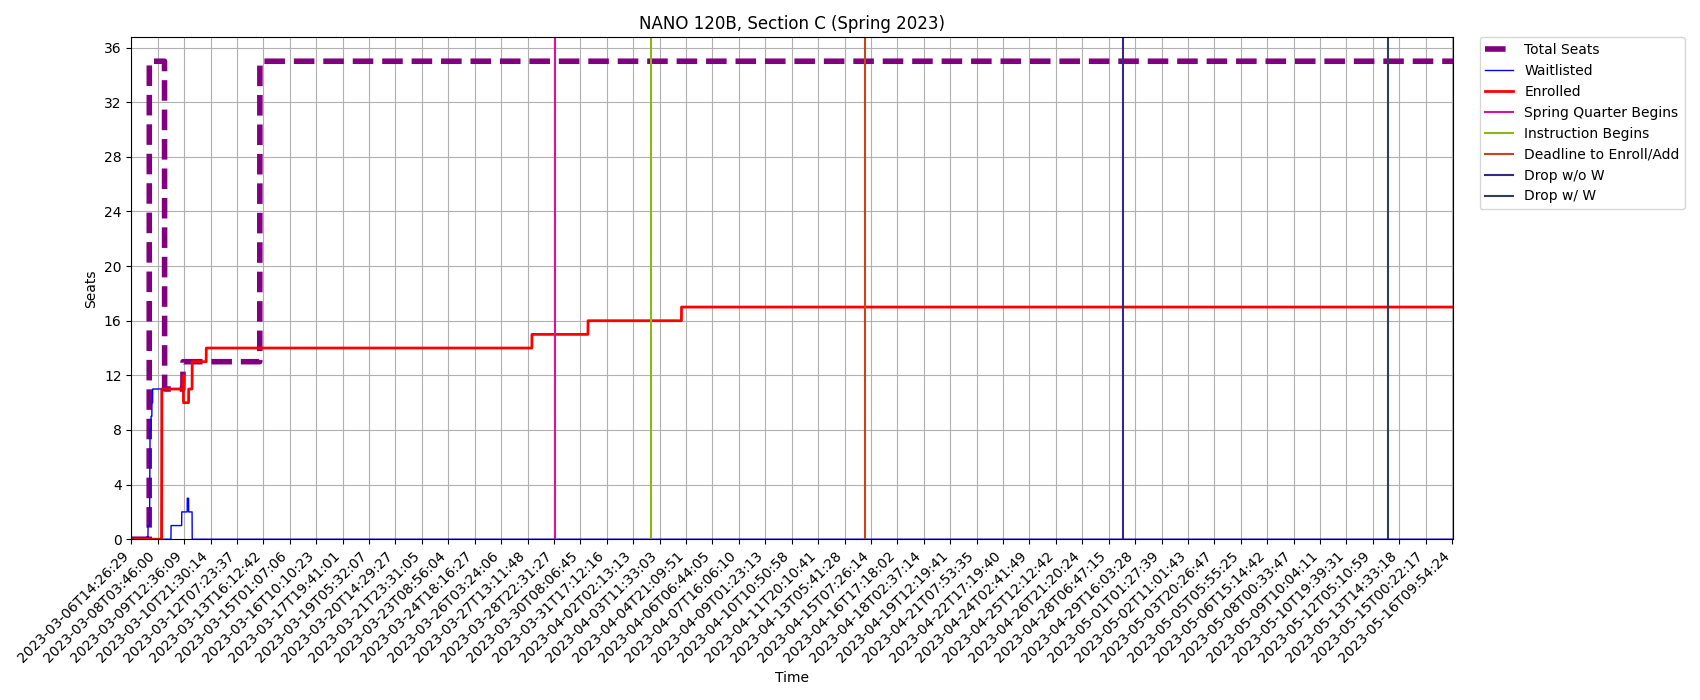 NANO 120B, Section C (Spring 2023)
Total Seats
Waitlisted
Enrolled
Spring Quarter Begins
Instruction Begins
Deadline to Enroll/Add
Drop w/o W
Drop w/ W
Seats
36
32
28
24
20
16
12
8
4
0
2023-03-06T14:26:29
2023-03-08T03:46:00
2023-03-09T12:36:09
2023-03-10T21:30:14
2023-03-12T07:23:37
2023-03-13T16:12:42
2023-03-15T01:07:06
2023-03-16T10:10:23
2023-03-17T19:41:01
2023-03-19T05:32:07
2023-03-20T14:29:27
2023-03-21T23:31:05
2023-03-23T08:56:04
2023-03-24T18:16:27
2023-03-26T03:24:06
2023-03-27T13:11:48
2023-03-28T22:31:27
2023-03-30T08:06:45
2023-03-31T17:12:16
2023-04-02T02:13:13
2023-04-03T11:33:03
2023-04-04T21:09:51
2023-04-06T06:44:05
2023-04-07T16:06:10
2023-04-09T01:23:13
2023-04-10T10:50:58
2023-04-11T20:10:41
2023-04-13T05:41:28
2023-04-15T07:26:14
2023-04-16T17:18:02
2023-04-18T02:37:14
2023-04-19T12:19:41
2023-04-21T07:53:35
2023-04-22T17:19:40
2023-04-24T02:41:49
2023-04-25T12:12:42
2023-04-26T21:20:24
2023-04-28T06:47:15
2023-04-29T16:03:28
2023-05-01T01:27:39
2023-05-02T11:01:43
2023-05-03T20:26:47
2023-05-05T05:55:25
2023-05-06T15:14:42
2023-05-08T00:33:47
2023-05-09T10:04:11
2023-05-10T19:39:31
2023-05-12T05:10:59
2023-05-13T14:33:18
2023-05-15T00:22:17
2023-05-16T09:54:24
Time